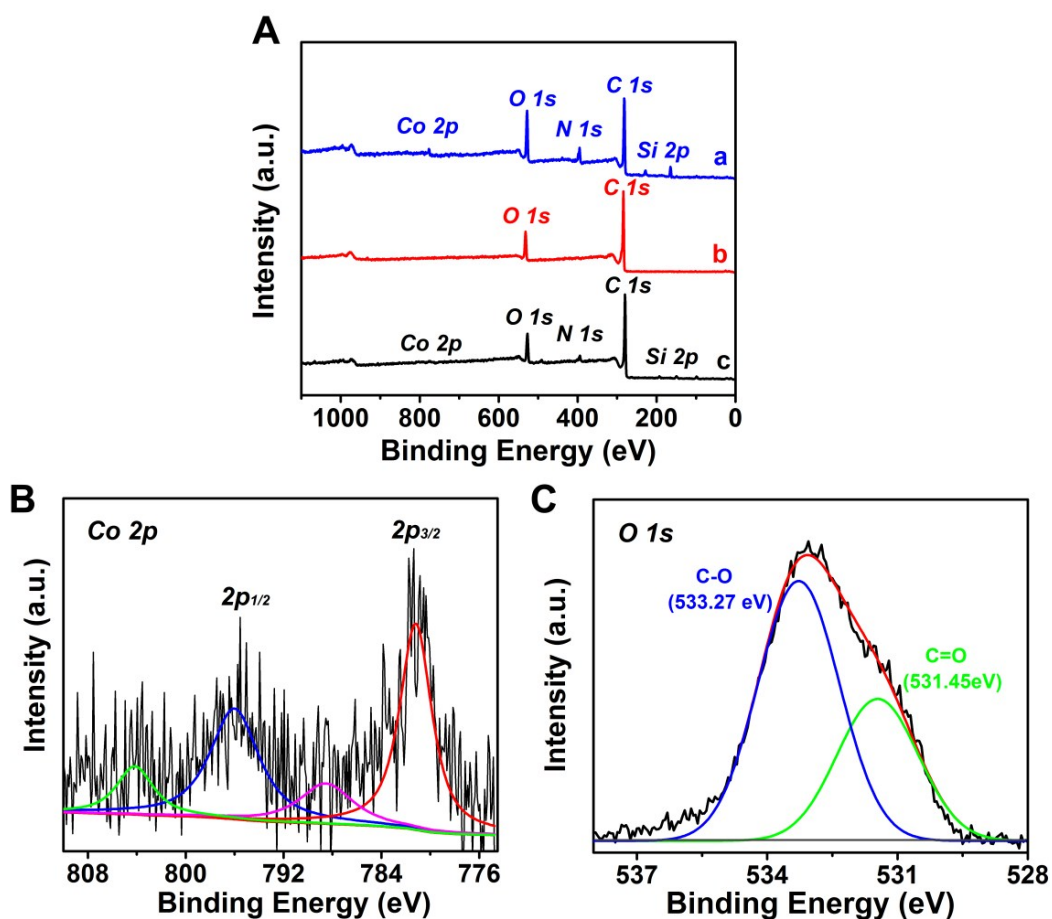 A
Intensity (a.u.)
Co 2p
O 1s
N 1s
C 1s
Si 2p
a
O 1s
C 1s
b
Co 2p
O 1s
N 1s
C 1s
Si 2p
c
1000 800 600 400 200 0
Binding Energy (eV)
B
Intensity (a.u.)
Co 2p
2p1/2
2p3/2
808 800 792 784 776
Binding Energy (eV)
C
Intensity (a.u.)
O 1s
C-O
(533.27 eV)
C=O
(531.45eV)
537 534 531 528
Binding Energy (eV)